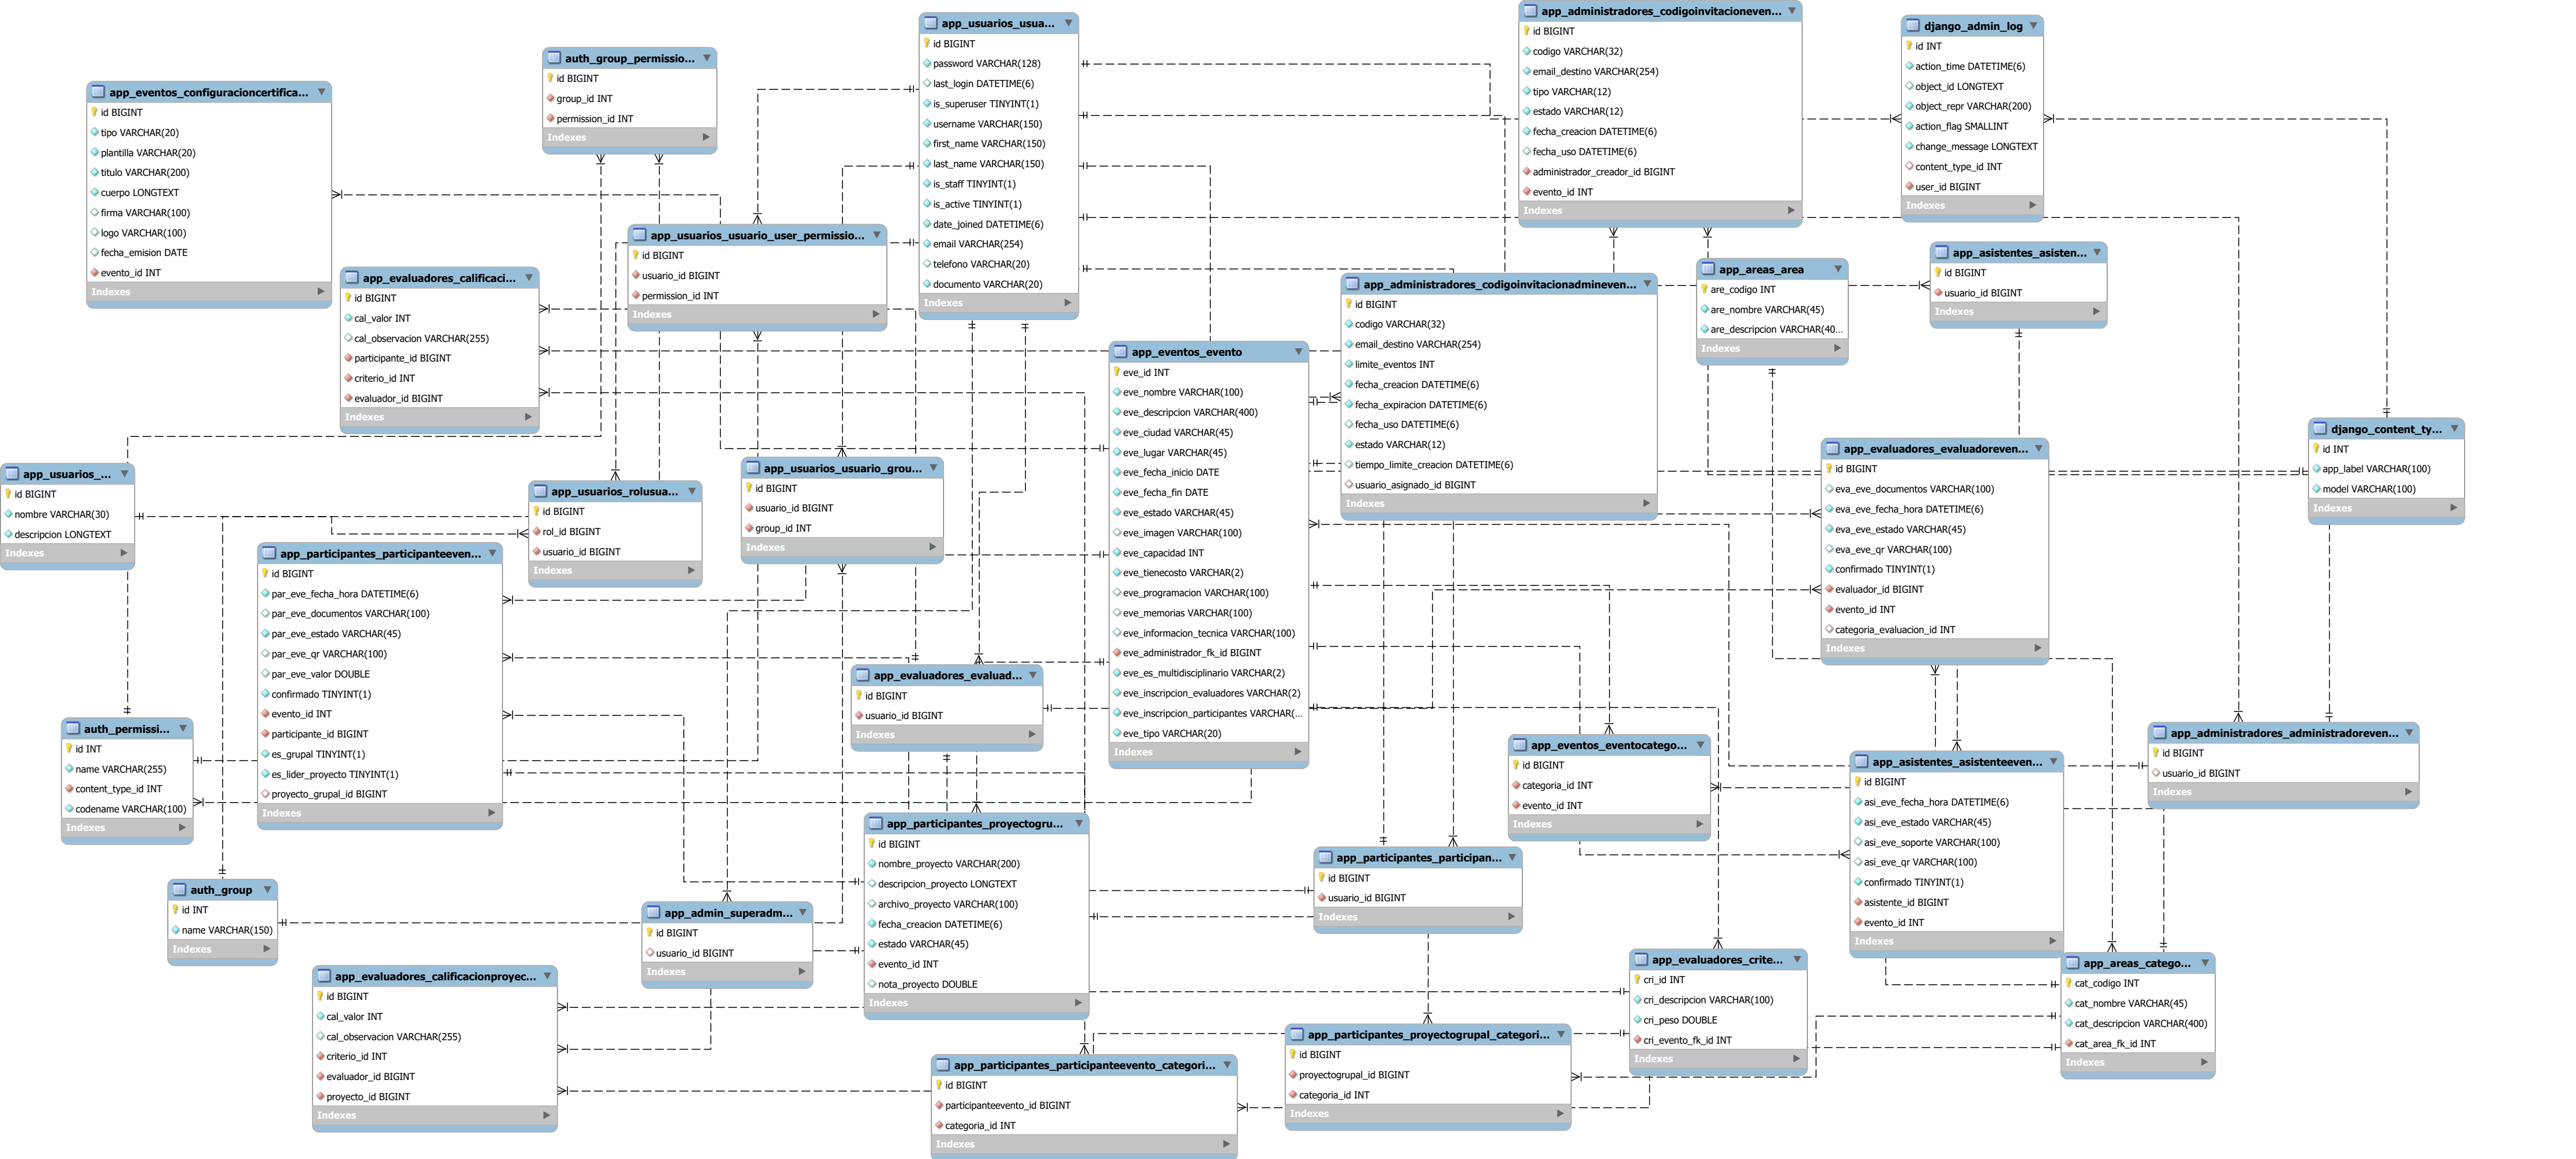 app_eventos_configuracioncertifica...
id BIGINT
tipo VARCHAR(20)
plantilla VARCHAR(20)
titulo VARCHAR(200)
cuerpo LONGTEXT
firma VARCHAR(100)
logo VARCHAR(100)
fecha_emision DATE
evento_id INT
Indexes
auth_group_permissio...
id BIGINT
group_id INT
permission_id INT
Indexes
app_usuarios_usua...
id BIGINT
password VARCHAR(128)
last_login DATETIME(6)
is_superuser TINYINT(1)
username VARCHAR(150)
first_name VARCHAR(150)
last_name VARCHAR(150)
is_staff TINYINT(1)
is_active TINYINT(1)
date_joined DATETIME(6)
email VARCHAR(254)
telefono VARCHAR(20)
documento VARCHAR(20)
Indexes
app_administradores_codigoinvitacioneven...
id BIGINT
codigo VARCHAR(32)
email_destino VARCHAR(254)
tipo VARCHAR(12)
estado VARCHAR(12)
fecha_creacion DATETIME(6)
fecha_uso DATETIME(6)
administrador_creador_id BIGINT
evento_id INT
Indexes
django_admin_log
id INT
action_time DATETIME(6)
object_id LONGTEXT
object_repr VARCHAR(200)
action_flag SMALLINT
change_message LONGTEXT
content_type_id INT
user_id BIGINT
Indexes
app_usuarios_usuario_user_permissio...
id BIGINT
usuario_id BIGINT
permission_id INT
Indexes
app_evaluadores_calificaci...
id BIGINT
cal_valor INT
cal_observacion VARCHAR(255)
participante_id BIGINT
criterio_id INT
evaluador_id BIGINT
Indexes
app_administradores_codigoinvitacionadmineven...
id BIGINT
codigo VARCHAR(32)
email_destino VARCHAR(254)
limite_eventos INT
fecha_creacion DATETIME(6)
fecha_expiracion DATETIME(6)
fecha_uso DATETIME(6)
estado VARCHAR(12)
tiempo_limite_creacion DATETIME(6)
usuario_asignado_id BIGINT
Indexes
app_areas_area
are_codigo INT
are_nombre VARCHAR(45)
are_descripcion VARCHAR(40...
Indexes
app_asistentes_asisten...
id BIGINT
usuario_id BIGINT
Indexes
app_eventos_evento
eve_id INT
eve_nombre VARCHAR(100)
eve_descripcion VARCHAR(400)
eve_ciudad VARCHAR(45)
eve_lugar VARCHAR(45)
eve_fecha_inicio DATE
eve_fecha_fin DATE
eve_estado VARCHAR(45)
eve_imagen VARCHAR(100)
eve_capacidad INT
eve_tienecosto VARCHAR(2)
eve_programacion VARCHAR(100)
eve_memorias VARCHAR(100)
eve_informacion_tecnica VARCHAR(100)
eve_administrador_fk_id BIGINT
eve_es_multidisciplinario VARCHAR(2)
eve_inscripcion_evaluadores VARCHAR(2)
eve_inscripcion_participantes VARCHAR(...
eve_tipo VARCHAR(20)
Indexes
app_usuarios_...
id BIGINT
nombre VARCHAR(30)
descripcion LONGTEXT
Indexes
app_usuarios_rolusua...
id BIGINT
rol_id BIGINT
usuario_id BIGINT
Indexes
app_usuarios_usuario_grou...
id BIGINT
usuario_id BIGINT
group_id INT
Indexes
app_evaluadores_evaluadoreven...
id BIGINT
eva_eve_documentos VARCHAR(100)
eva_eve_fecha_hora DATETIME(6)
eva_eve_estado VARCHAR(45)
eva_eve_qr VARCHAR(100)
confirmado TINYINT(1)
evaluador_id BIGINT
evento_id INT
categoria_evaluacion_id INT
Indexes
django_content_ty...
id INT
app_label VARCHAR(100)
model VARCHAR(100)
Indexes
app_participantes_participanteeven...
id BIGINT
par_eve_fecha_hora DATETIME(6)
par_eve_documentos VARCHAR(100)
par_eve_estado VARCHAR(45)
par_eve_qr VARCHAR(100)
par_eve_valor DOUBLE
confirmado TINYINT(1)
evento_id INT
participante_id BIGINT
es_grupal TINYINT(1)
es_lider_proyecto TINYINT(1)
proyecto_grupal_id BIGINT
Indexes
app_evaluadores_evaluad...
id BIGINT
usuario_id BIGINT
Indexes
auth_permissi...
id INT
name VARCHAR(255)
content_type_id INT
codename VARCHAR(100)
Indexes
app_eventos_eventocatego...
id BIGINT
categoria_id INT
evento_id INT
Indexes
app_asistentes_asistenteeven...
id BIGINT
asi_eve_fecha_hora DATETIME(6)
asi_eve_estado VARCHAR(45)
asi_eve_soporte VARCHAR(100)
asi_eve_qr VARCHAR(100)
confirmado TINYINT(1)
asistente_id BIGINT
evento_id INT
Indexes
app_administradores_administradoreven...
id BIGINT
usuario_id BIGINT
Indexes
app_participantes_proyectogru...
id BIGINT
nombre_proyecto VARCHAR(200)
descripcion_proyecto LONGTEXT
archivo_proyecto VARCHAR(100)
fecha_creacion DATETIME(6)
estado VARCHAR(45)
evento_id INT
nota_proyecto DOUBLE
Indexes
app_participantes_participan...
id BIGINT
usuario_id BIGINT
Indexes
auth_group
id INT
name VARCHAR(150)
Indexes
app_admin_superadm...
id BIGINT
usuario_id BIGINT
Indexes
app_evaluadores_crite...
cri_id INT
cri_descripcion VARCHAR(100)
cri_peso DOUBLE
cri_evento_fk_id INT
Indexes
app_areas_catego...
cat_codigo INT
cat_nombre VARCHAR(45)
cat_descripcion VARCHAR(400)
cat_area_fk_id INT
Indexes
app_evaluadores_calificacionproyec...
id BIGINT
cal_valor INT
cal_observacion VARCHAR(255)
criterio_id INT
evaluador_id BIGINT
proyecto_id BIGINT
Indexes
app_participantes_participanteevento_categori...
id BIGINT
participanteevento_id BIGINT
categoria_id INT
Indexes
app_participantes_proyectogrupal_categori...
id BIGINT
proyectogrupal_id BIGINT
categoria_id INT
Indexes